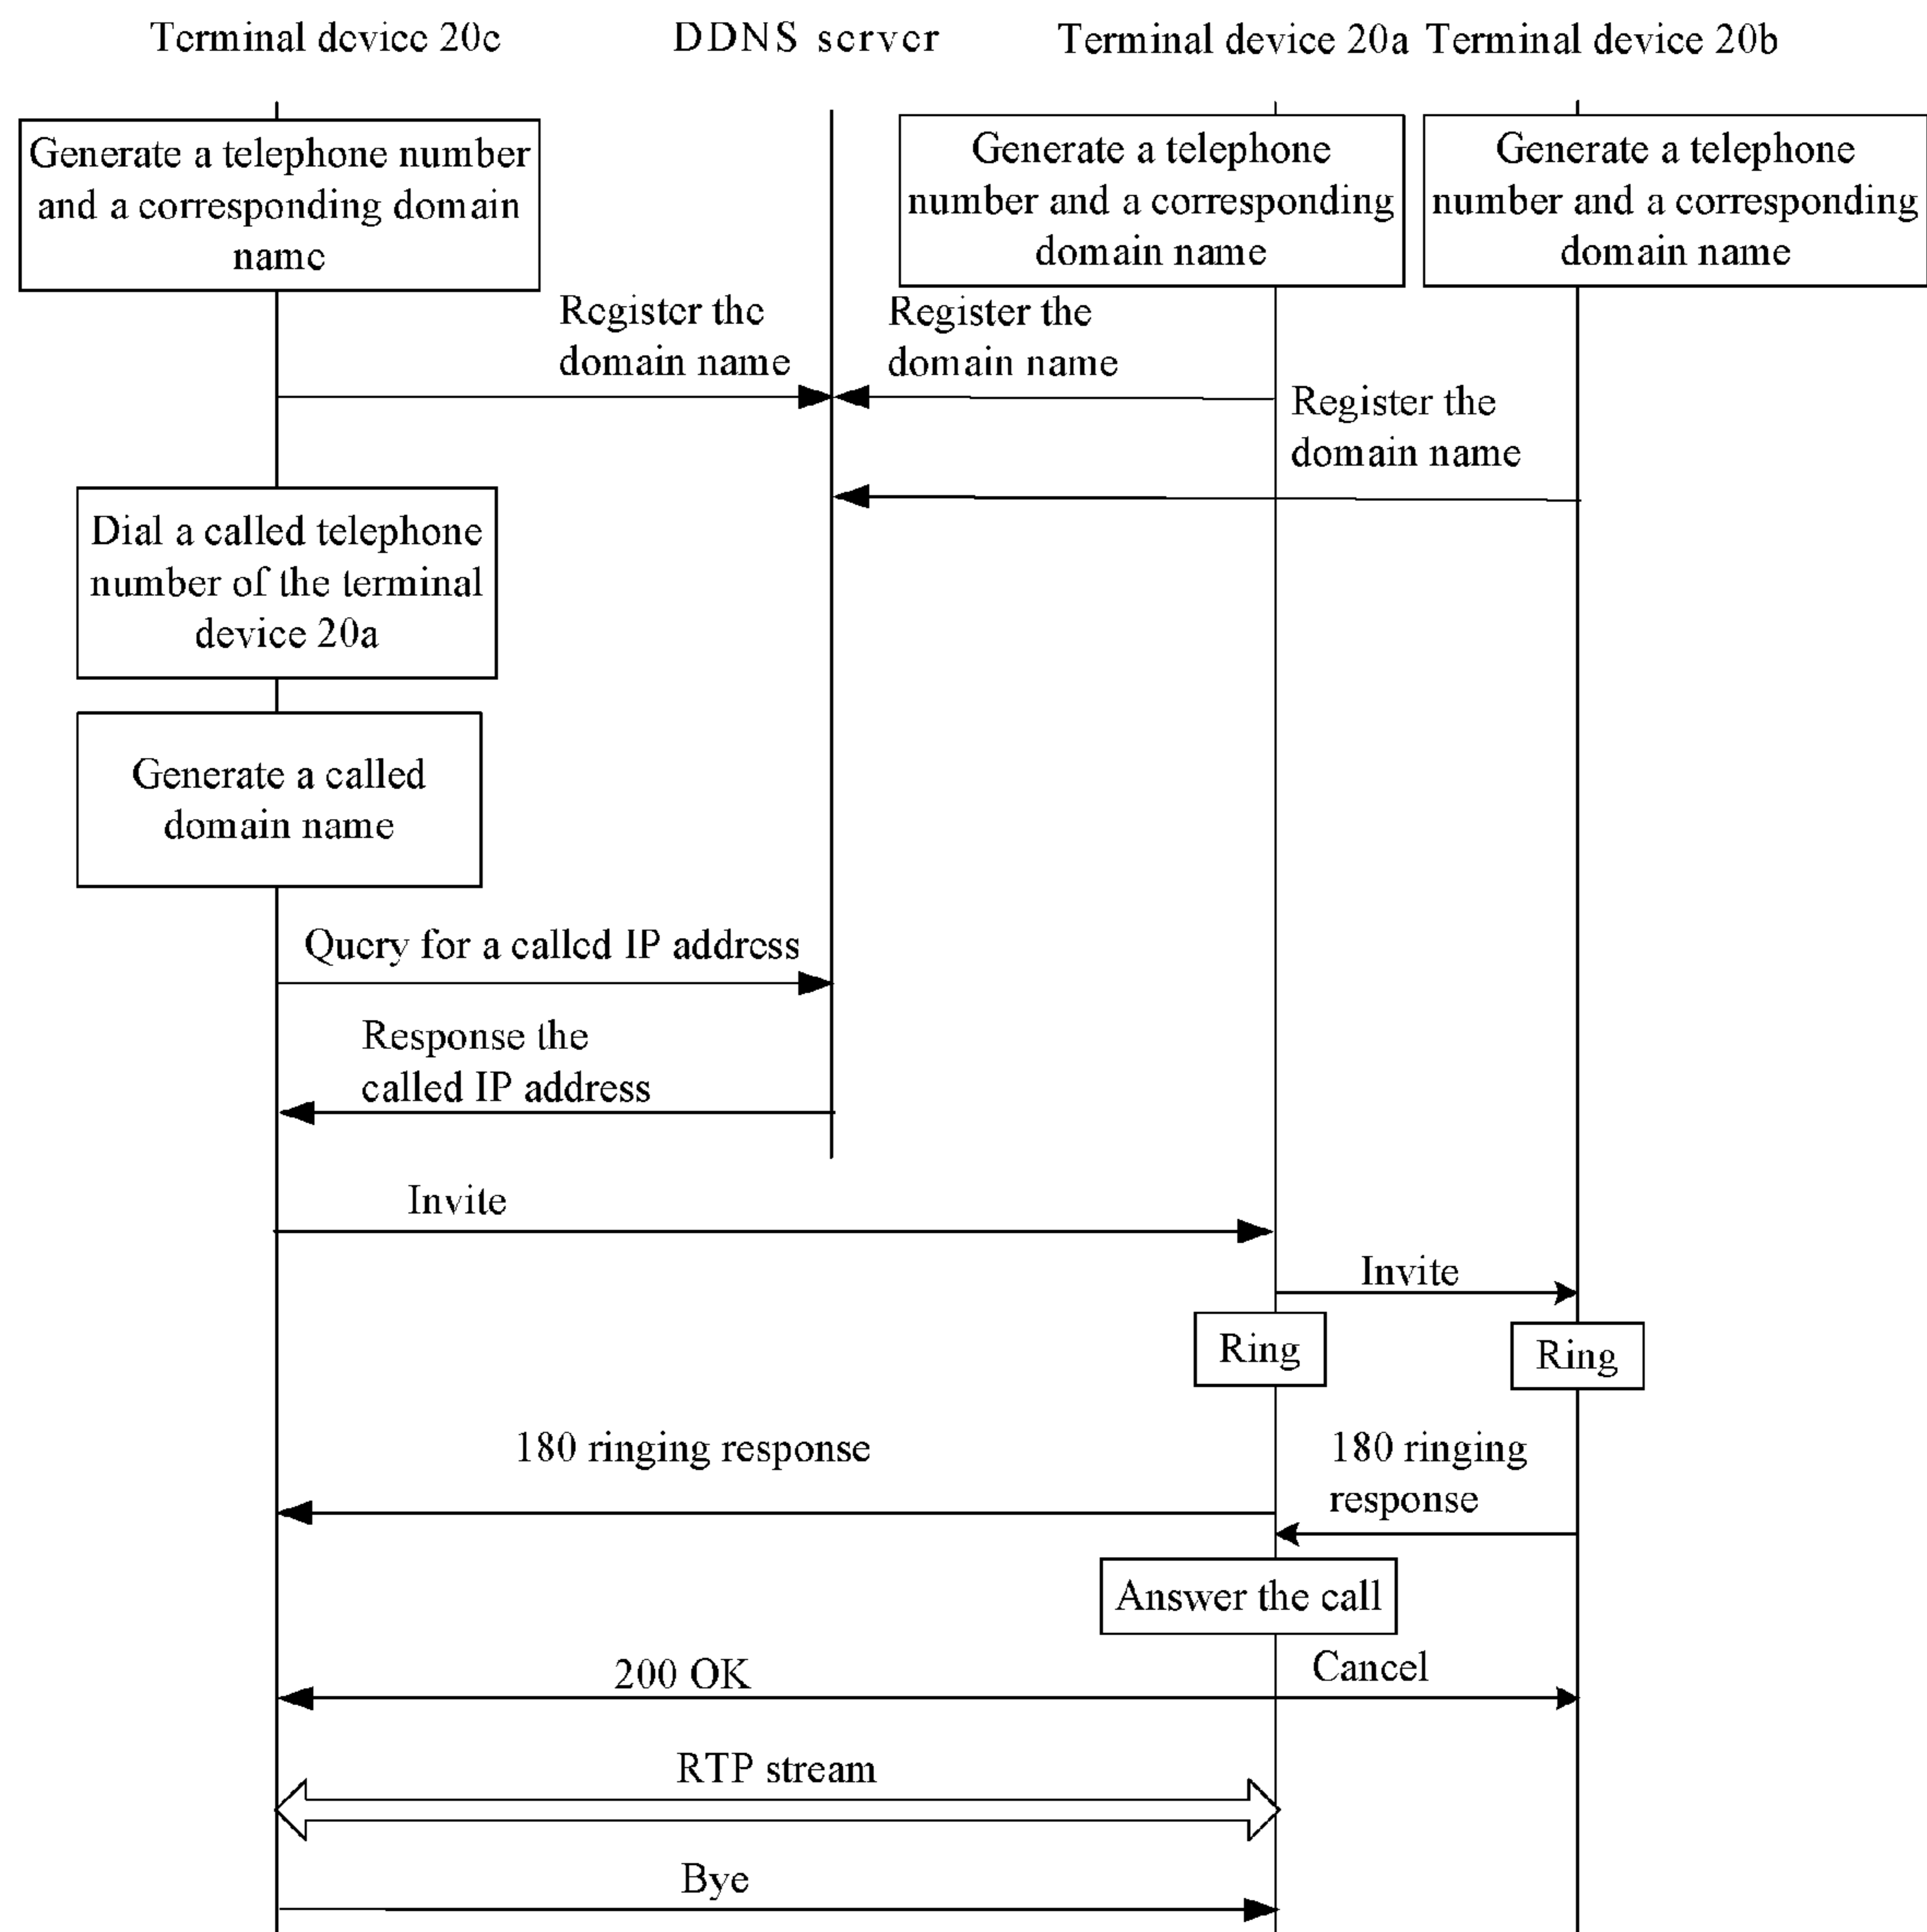 Terminal device 20c
DDNS server
Terminal device 20a
Terminal device 20b
Generate a telephone number
and a corresponding domain
name
Generate a telephone
number and a corresponding
domain name
Generate a telephone
number and a corresponding
domain name
Register the
domain name
Register the
domain name
Register the
domain name
Dial a called telephone
number of the terminal
device 20a
Generate a called
domain name
Query for a called IP address
Response the
called IP address
Invite
Invite
Ring
Ring
180 ringing response
180 ringing
response
Answer the call
200 OK
Cancel
RTP stream
Bye